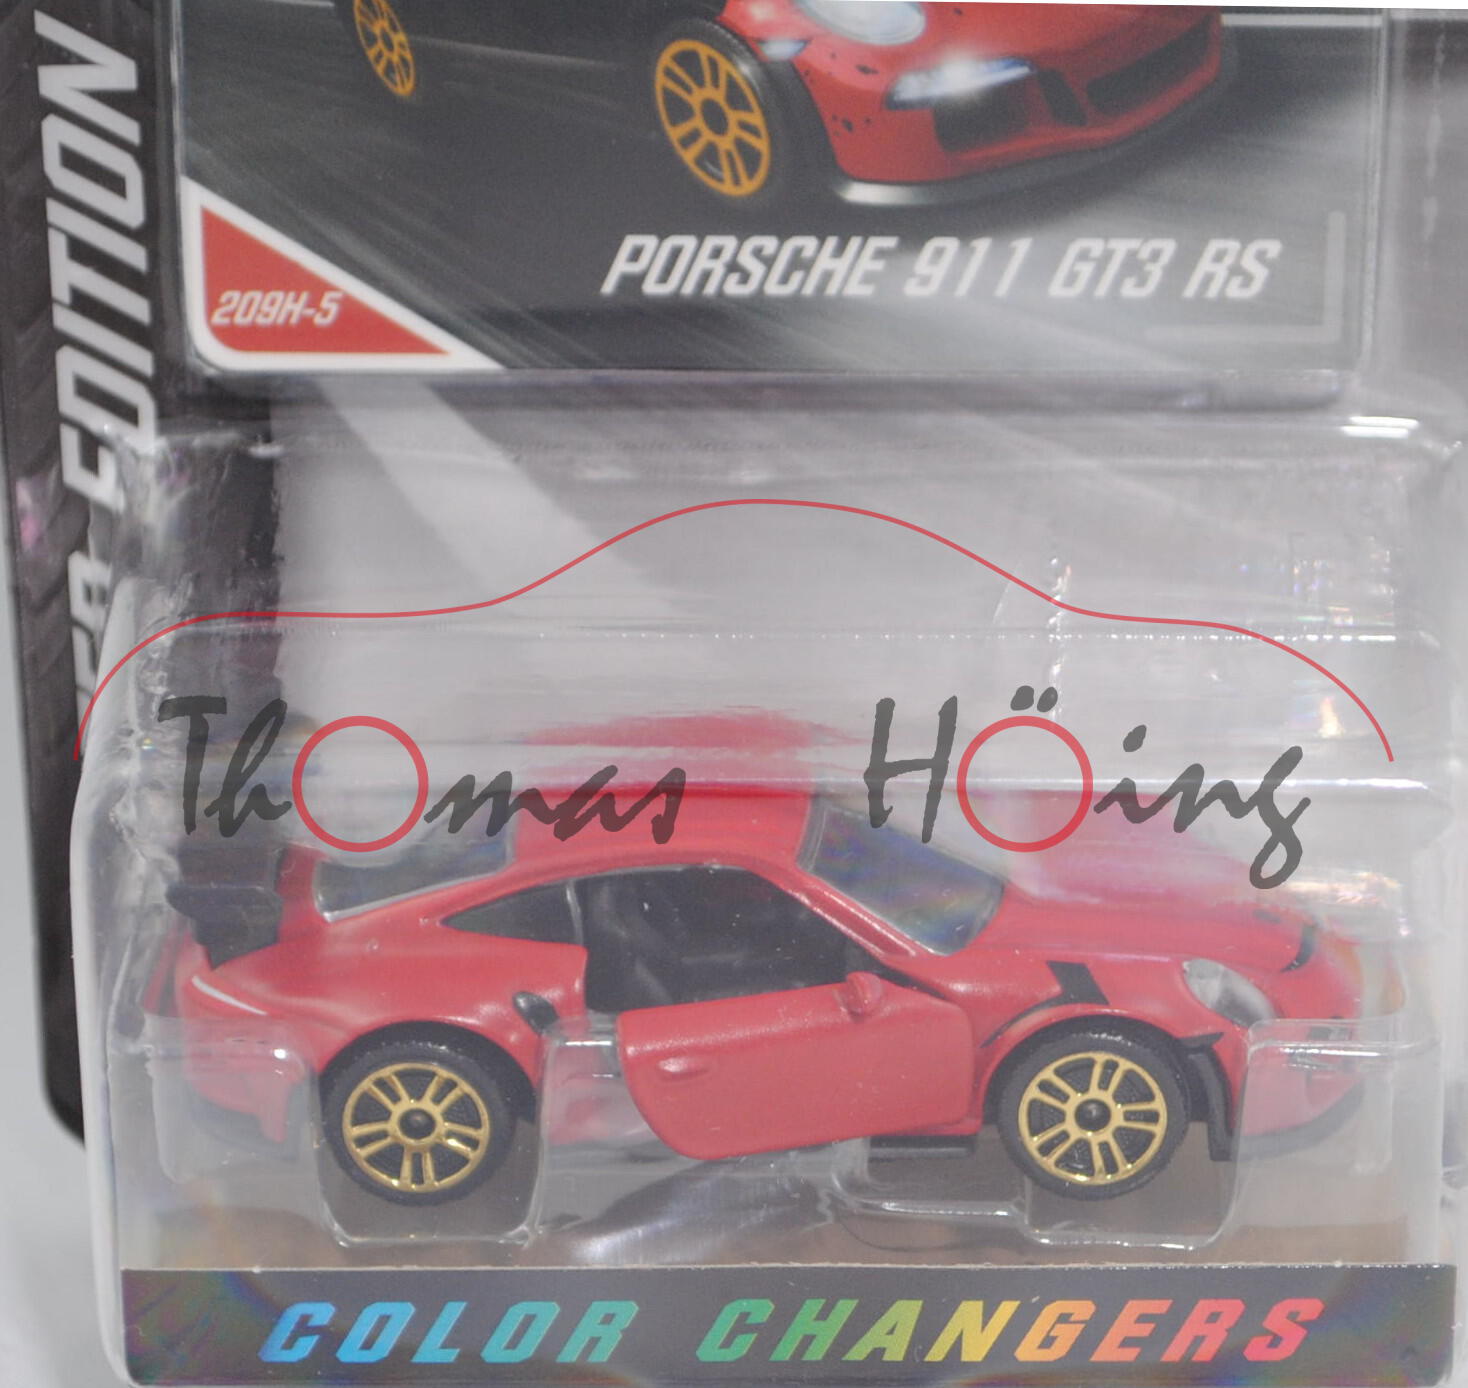 PORSCHE 911 GT3 RS
209H-5
EDITION
Thomas Höing
COLOR CHANGERS